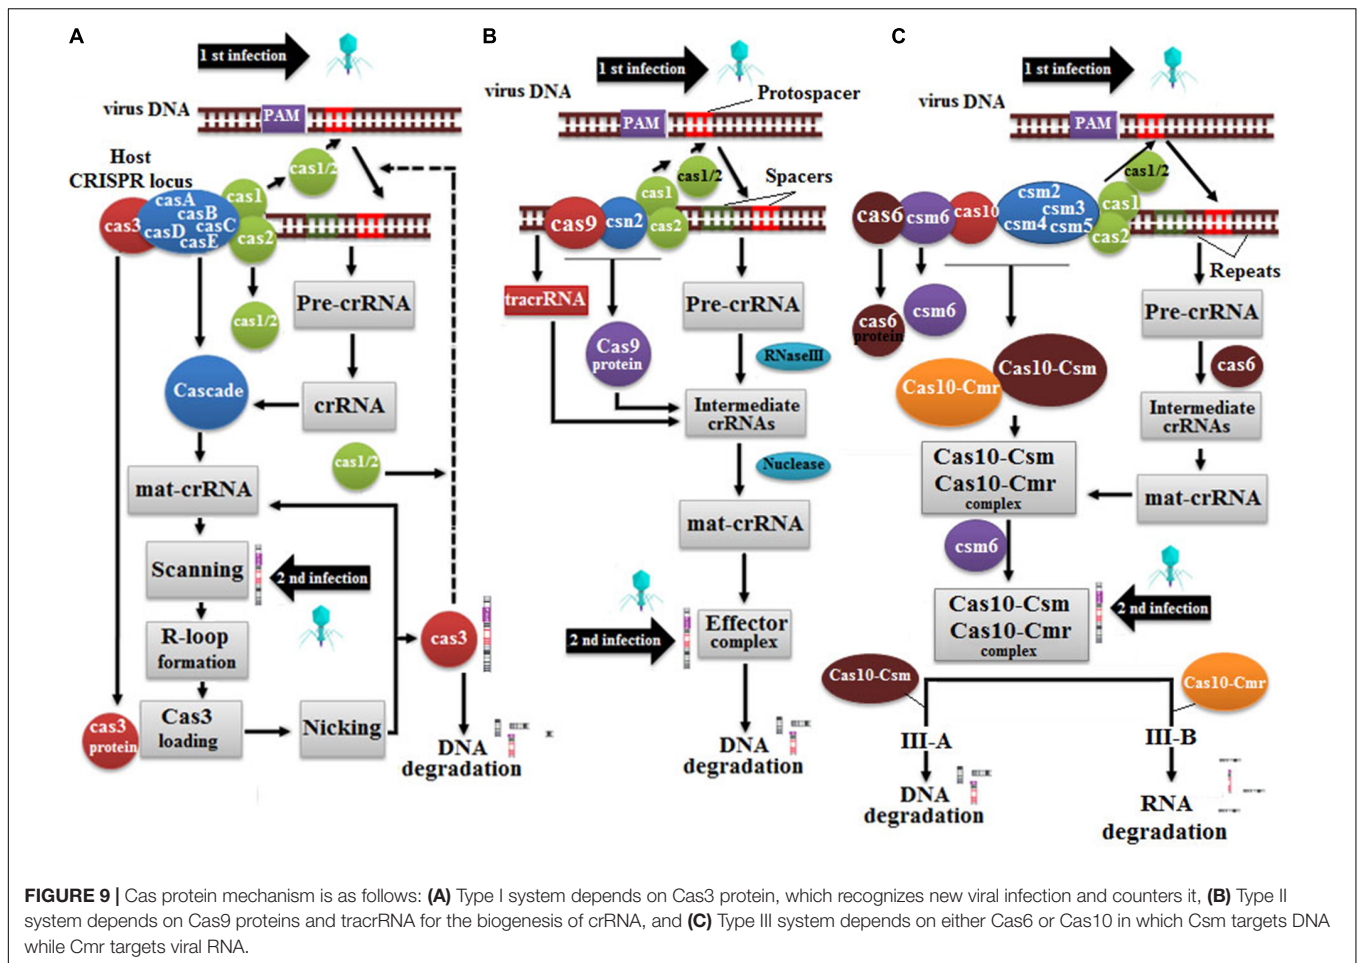 A
1 st infection
virus DNA
PAM
Host
CRISPR locus
cas1/2
cas3
casA
casB
casC
casD
casE
cas1
cas2
cas1/2
Pre-crRNA
Cascade
crRNA
cas1/2
mat-crRNA
Scanning
2 nd infection
R-loop
formation
cas3
cas3
protein
Cas3
loading
Nicking
DNA
degradation
B
1 st infection
virus DNA
PAM
Protospacer
cas1/2
Spacers
cas9
csn2
cas1
cas2
tracrRNA
Pre-crRNA
Cas9
protein
RNaseIII
Intermediate
crRNAs
Nuclease
mat-crRNA
2 nd infection
Effector
complex
DNA
degradation
C
1 st infection
virus DNA
PAM
cas1/2
cas6
csm6
cas10
csm2
csm3
csm4
csm5
cas1
cas2
Repeats
cas6
protein
csm6
Pre-crRNA
Cas10-Cmr
Cas10-Csm
cas6
Intermediate
crRNAs
Cas10-Csm
Cas10-Cmr
complex
mat-crRNA
csm6
Cas10-Csm
Cas10-Cmr
complex
2 nd infection
Cas10-Csm
Cas10-Cmr
III-A
III-B
DNA
degradation
RNA
degradation
FIGURE 9 | Cas protein mechanism is as follows: (A) Type I system depends on Cas3 protein, which recognizes new viral infection and counters it, (B) Type II
system depends on Cas9 proteins and tracrRNA for the biogenesis of crRNA, and (C) Type III system depends on either Cas6 or Cas10 in which Csm targets DNA
while Cmr targets viral RNA.